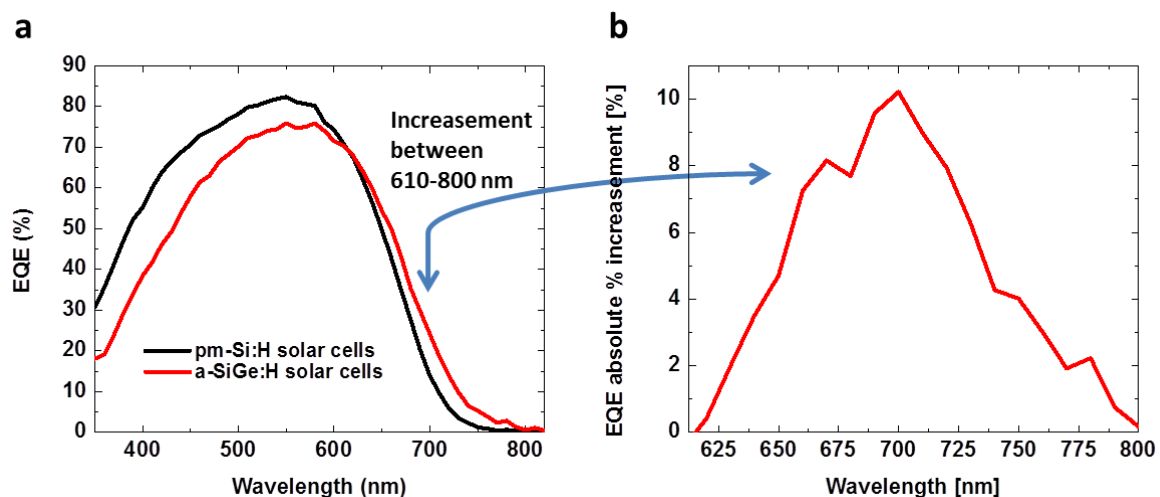 a
90
80
70
60
50
40
30
20
10
0
EQE (%)
400 500 600 700 800
Wavelength (nm)
Increasement
between
610-800 nm
pm-Si:H solar cells
a-SiGe:H solar cells
b
10
8
6
4
2
0
EQE absolute % increasement [%]
625 650 675 700 725 750 775 800
Wavelength [nm]